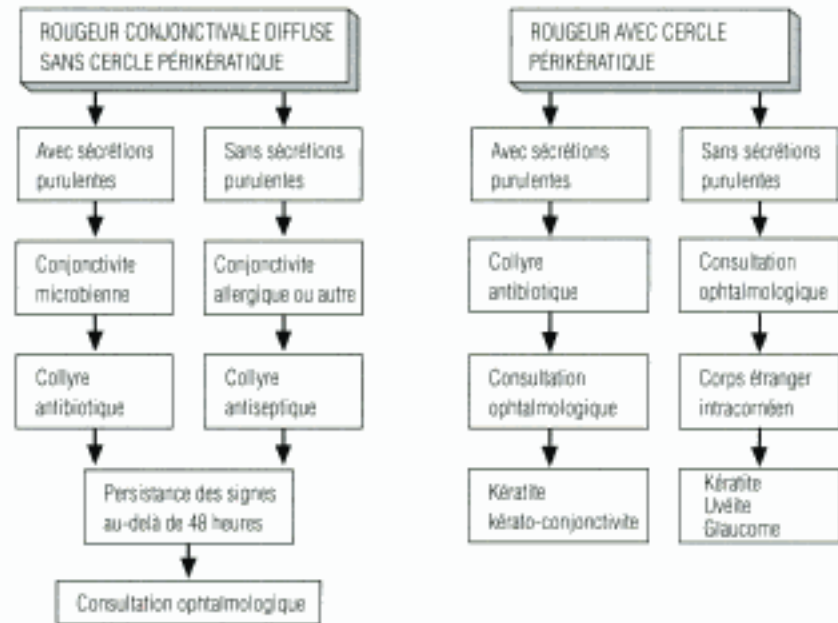 ROUGEUR CONJONCTIVALE DIFFUSE
SANS CERCLE PÉRIKÉRATIQUE
Avec sécrétions
purulentes
Sans sécrétions
purulentes
Conjonctivite
microbienne
Conjonctivite
allergique ou autre
Collyre
antibiotique
Collyre
antiseptique
Persistance des signes
au-delà de 48 heures
Consultation ophtalmologique
ROUGEUR AVEC CERCLE
PÉRIKÉRATIQUE
Avec sécrétions
purulentes
Sans sécrétions
purulentes
Collyre
antibiotique
Consultation
ophtalmologique
Consultation
ophtalmologique
Corps étranger
intracornéen
Kératite
kérato-conjonctivite
Kératite
Uvéite
Glaucome